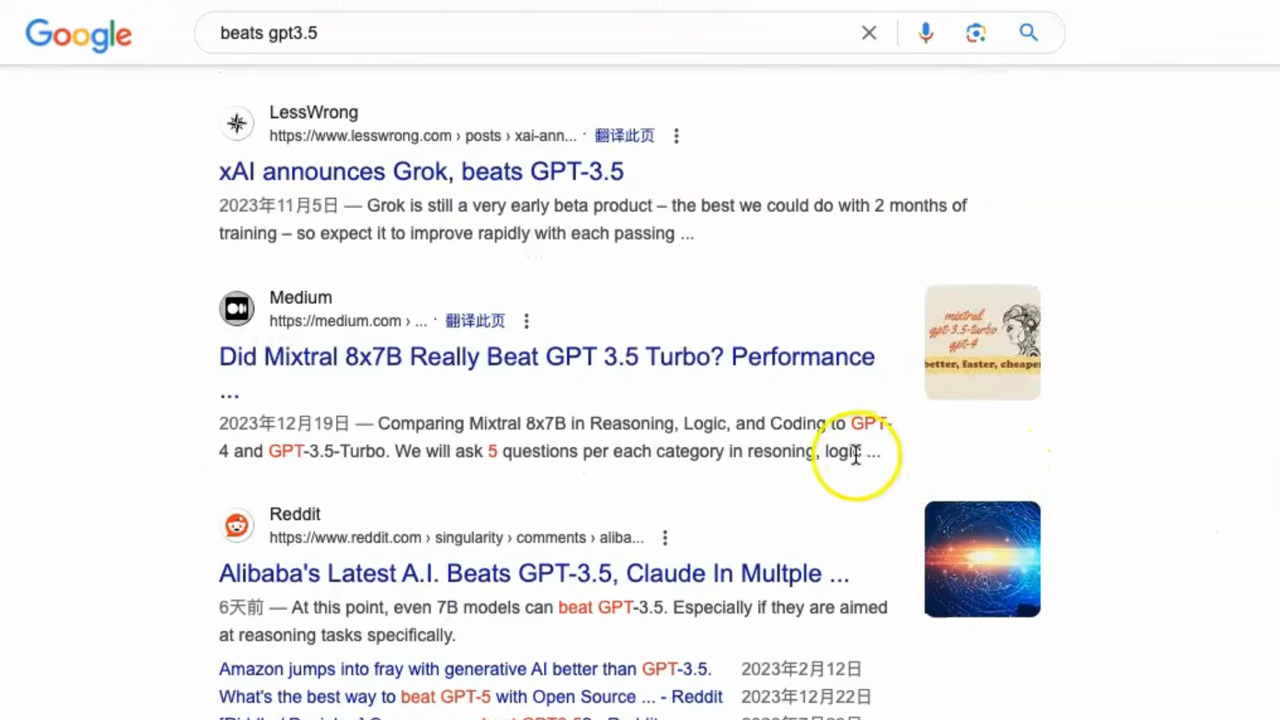 Google
beats gpt3.5
LessWrong
https://www.lesswrong.com › posts › xai-ann... · 翻译此页
xAI announces Grok, beats GPT-3.5
2023年11月5日 — Grok is still a very early beta product – the best we could do with 2 months of
training – so expect it to improve rapidly with each passing ...
Medium
https://medium.com › ... · 翻译此页
Did Mixtral 8x7B Really Beat GPT 3.5 Turbo? Performance
...
mixtral
gpt-3.5-turbo
gpt-4
better, faster, cheaper
2023年12月19日 — Comparing Mixtral 8x7B in Reasoning, Logic, and Coding to GPT-
4 and GPT-3.5-Turbo. We will ask 5 questions per each category in resoning, logic ...
Reddit
https://www.reddit.com › singularity › comments › aliba...
Alibaba's Latest A.I. Beats GPT-3.5, Claude In Multple ...
6天前 — At this point, even 7B models can beat GPT-3.5. Especially if they are aimed
at reasoning tasks specifically.
Amazon jumps into fray with generative AI better than GPT-3.5. 2023年2月12日
What's the best way to beat GPT-5 with Open Source ... - Reddit 2023年12月22日